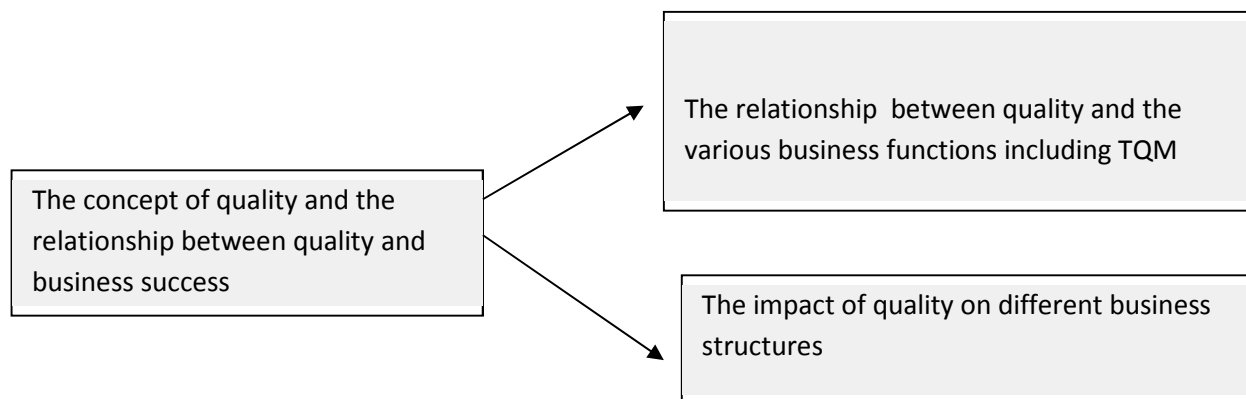 The relationship  between quality and the
various business functions including TQM
The concept of quality and the
relationship between quality and
business success
The impact of quality on different business
structures